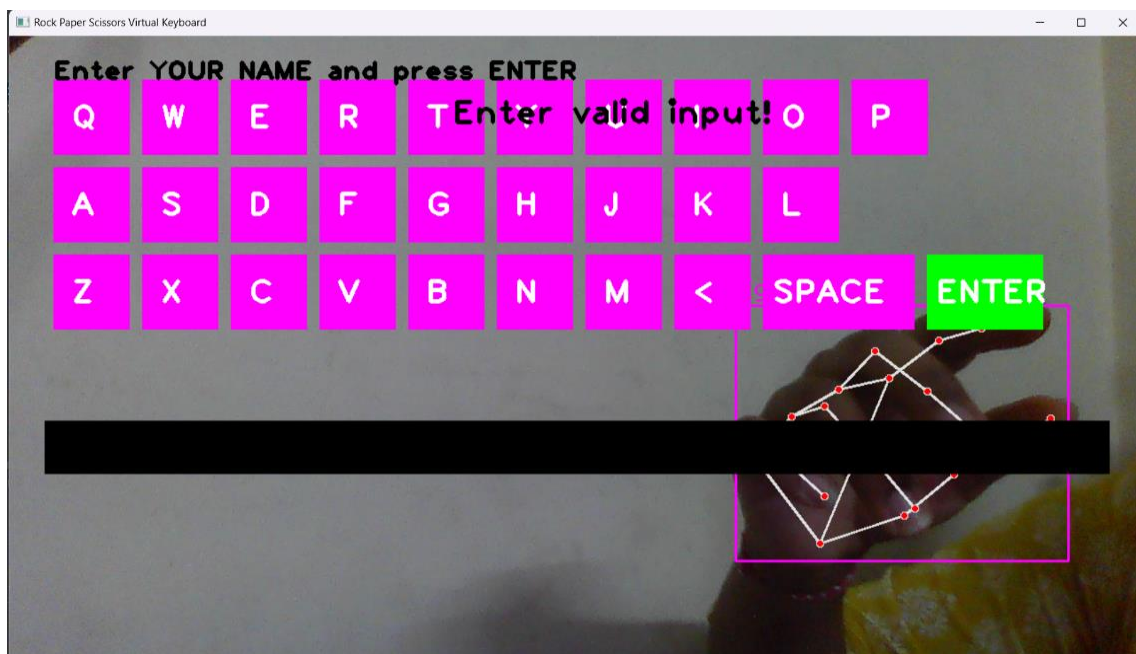 Rock Paper Scissors Virtual Keyboard
Enter YOUR NAME and press ENTER
Enter valid input!
Q W E R T Y U I O P
A S D F G H J K L
Z X C V B N M < SPACE ENTER